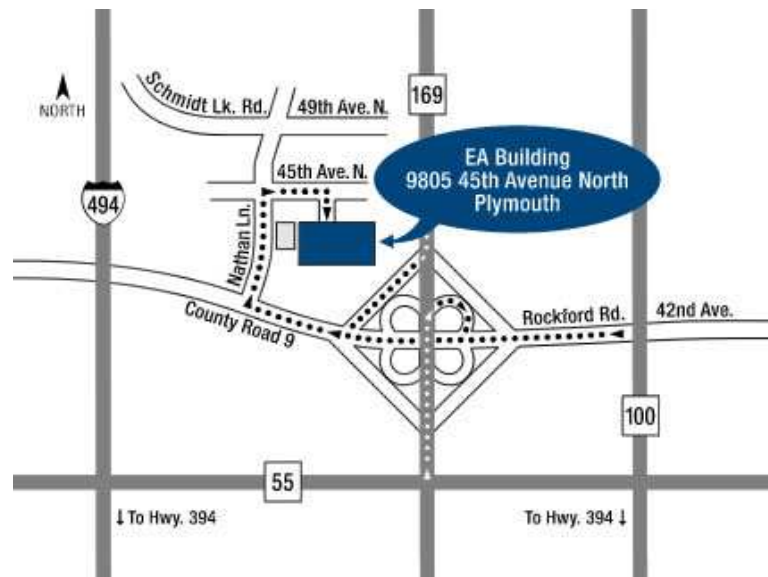 NORTH
Schmidt Lk. Rd.
49th Ave. N.
169
45th Ave. N.
EA Building
9805 45th Avenue North
Plymouth
494
Nathan Ln.
County Road 9
Rockford Rd.
42nd Ave.
100
55
↓ To Hwy. 394
To Hwy. 394 ↓